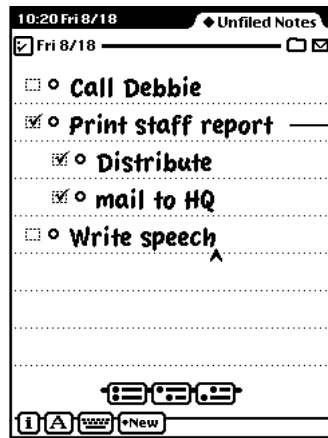 10:20 Fri 8/18 ◆ Unfiled Notes
Fri 8/18
Call Debbie
Print staff report
Distribute
mail to HQ
Write speech
i A New